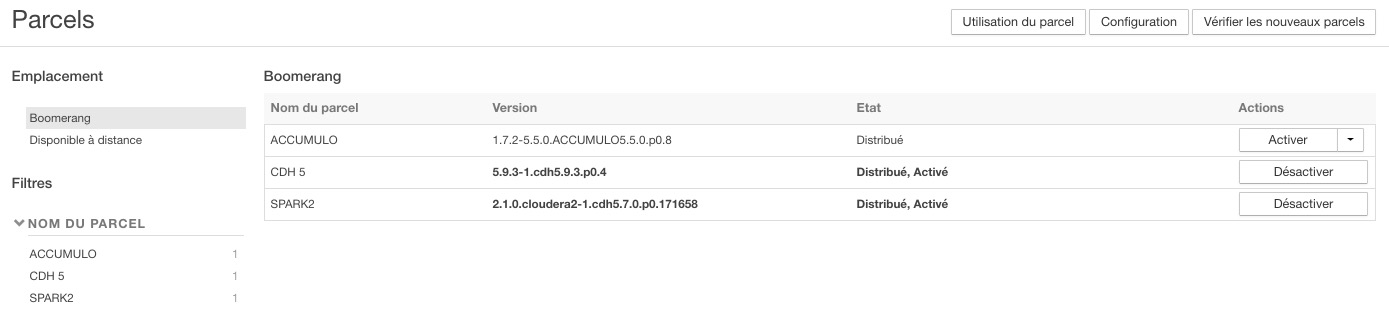 Parcels
Utilisation du parcel Configuration Vérifier les nouveaux parcels
Emplacement
Boomerang
Disponible à distance
Filtres
NOM DU PARCEL
ACCUMULO 1
CDH 5 1
SPARK2 1
Boomerang
Nom du parcel Version Etat Actions
ACCUMULO 1.7.2-5.5.0.ACCUMULO5.5.0.p0.8 Distribué Activer
CDH 5 5.9.3-1.cdh5.9.3.p0.4 Distribué, Activé Désactiver
SPARK2 2.1.0.cloudera2-1.cdh5.7.0.p0.171658 Distribué, Activé Désactiver